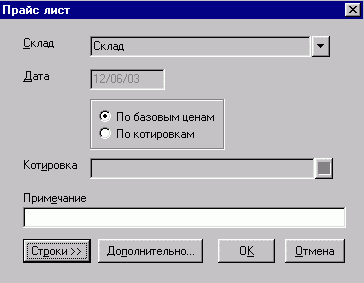 Прайс лист
Склад Склад
Дата 12/06/03
По базовым ценам
По котировкам
Котировка
Примечание
Строки >> Дополнительно... OK Отмена